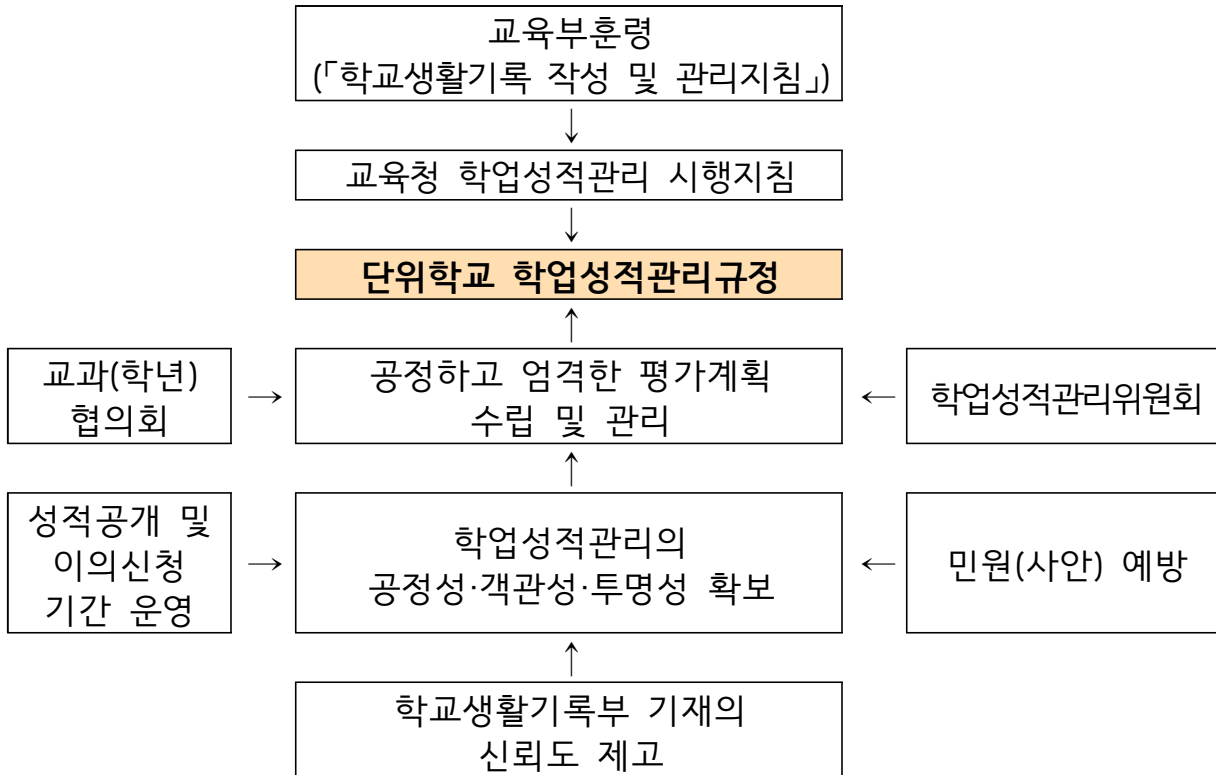 교육부훈령
(「학교생활기록 작성 및 관리지침」)
↓
교육청 학업성적관리 시행지침
↓
단위학교 학업성적관리규정
↑
교과(학년)
협의회
→
공정하고 엄격한 평가계획
수립 및 관리
←
학업성적관리위원회
↑
성적공개 및
이의신청
기간 운영
→
학업성적관리의
공정성·객관성·투명성 확보
←
민원(사안) 예방
↑
학교생활기록부 기재의
신뢰도 제고